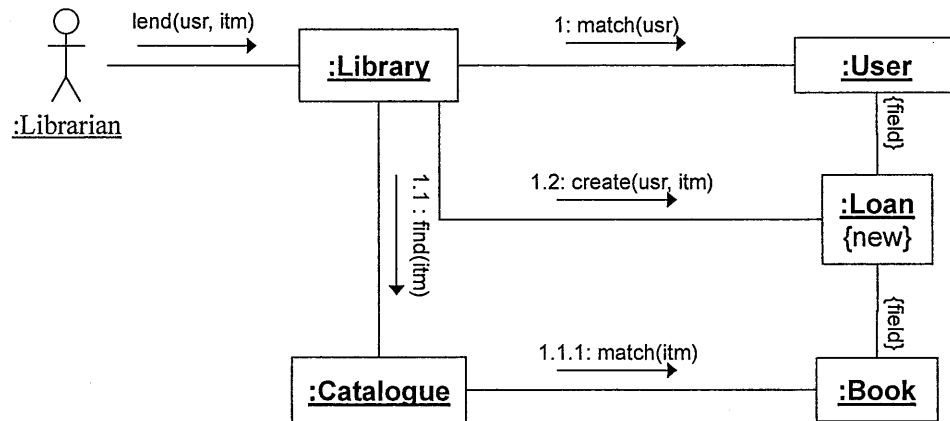 lend(usr, itm)
1: match(usr)
:Library
:User
:Librarian
{field}
1.1 : find(itm)
1.2: create(usr, itm)
:Loan
{new}
{field}
1.1.1: match(itm)
:Catalogue
:Book